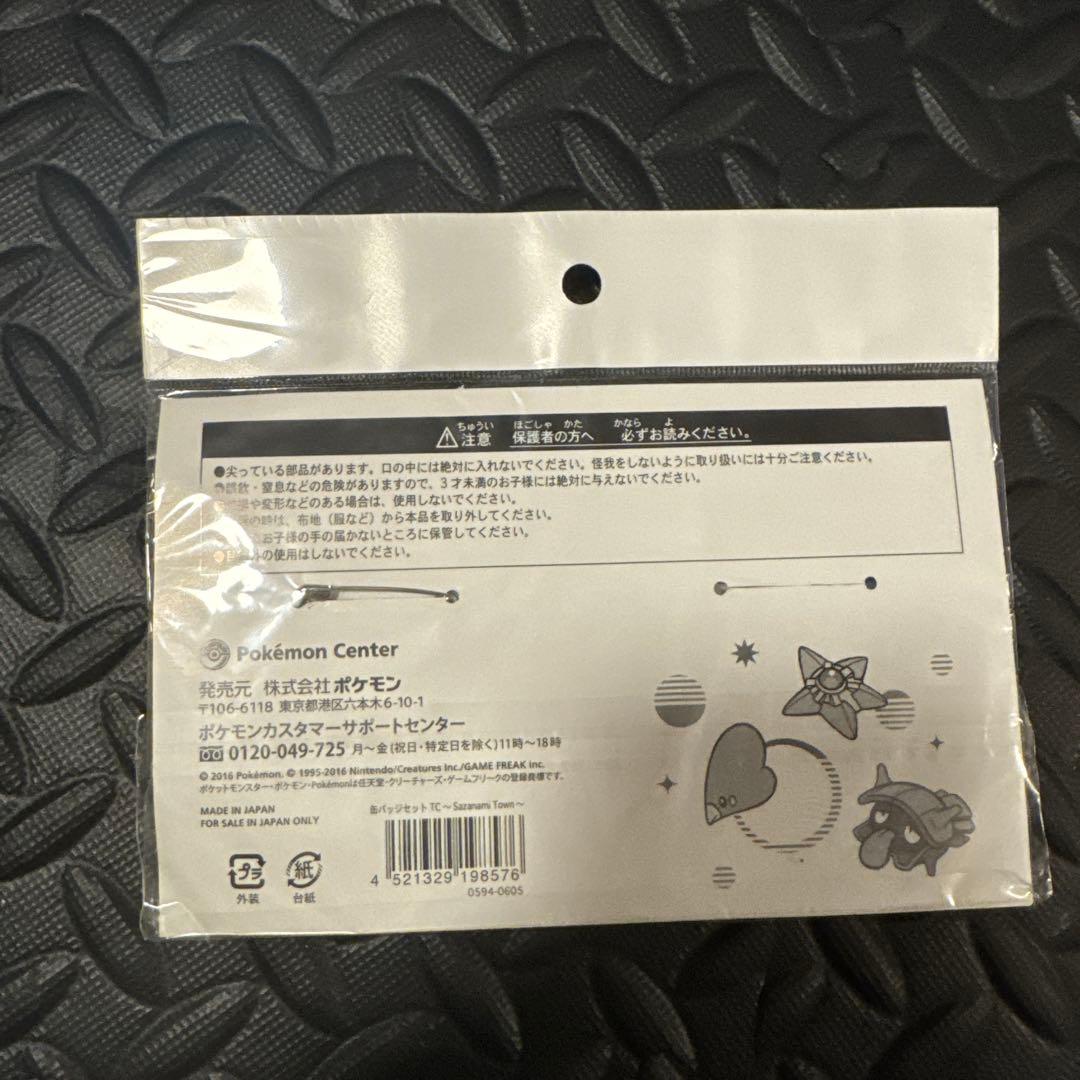 ちゅうい ほごしゃ かた かなら よ
注意 保護者の方へ 必ずお読みください。
●尖っている部品があります。口の中には絶対に入れないでください。怪我をしないように取り扱いには十分ご注意ください。
●誤飲・窒息などの危険がありますので、3才未満のお子様には絶対に与えないでください。
や変形などのある場合は、使用しないでください。
の時は、布地（服など）から本品を取り外してください。
お子様の手の届かないところに保管してください。
の使用はしないでください。
Pokémon Center
発売元 株式会社ポケモン
〒106-6118 東京都港区六本木6-10-1
ポケモンカスタマーサポートセンター
0120-049-725 月～金(祝日・特定日を除く)11時～18時
© 2016 Pokémon. © 1995-2016 Nintendo/Creatures Inc./GAME FREAK inc.
ポケットモンスター・ポケモン・Pokémonは任天堂・クリーチャーズ・ゲームフリークの登録商標です。
MADE IN JAPAN
FOR SALE IN JAPAN ONLY
缶バッジセット TC～Sazanami Town～
プラ 外装
紙 台紙
4 521329 198576
0594-0605